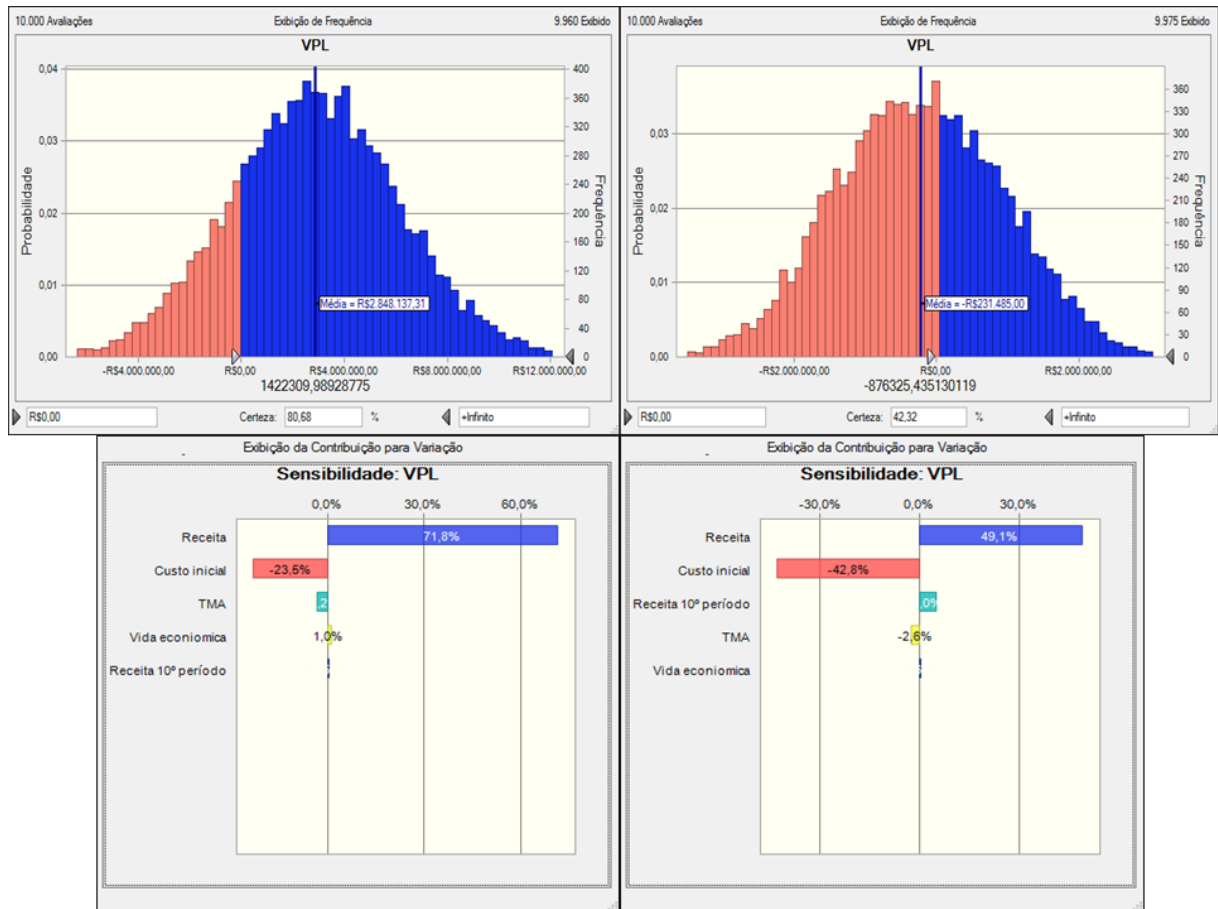 10.000 Avaliações Exibição de Frequência 9.960 Exibido
VPL
0,04
0,03
0,02
0,01
0,00
Probabilidade
400
360
320
280
240
200
160
120
80
40
0
Frequência
Média = R$2.848.137,31
-R$4.000.000,00 R$0,00 R$4.000.000,00 R$8.000.000,00 R$12.000.000,00
1422309,98928775
R$0,00 Certeza: 80,68 % +Infinito
10.000 Avaliações Exibição de Frequência 9.975 Exibido
VPL
0,03
0,02
0,01
0,00
Probabilidade
360
330
300
270
240
210
180
150
120
90
60
30
0
Frequência
Média = -R$231.485,00
-R$2.000.000,00 R$0,00 R$2.000.000,00
-876325,435130119
R$0,00 Certeza: 42,32 % +Infinito
Exibição da Contribuição para Variação
Sensibilidade: VPL
0,0% 30,0% 60,0%
Receita 71,8%
Custo inicial -23,5%
TMA
Vida econiomica 1,0%
Receita 10º período
Exibição da Contribuição para Variação
Sensibilidade: VPL
-30,0% 0,0% 30,0%
Receita 49,1%
Custo inicial -42,8%
Receita 10º período ,0%
TMA -2,6%
Vida econiomica